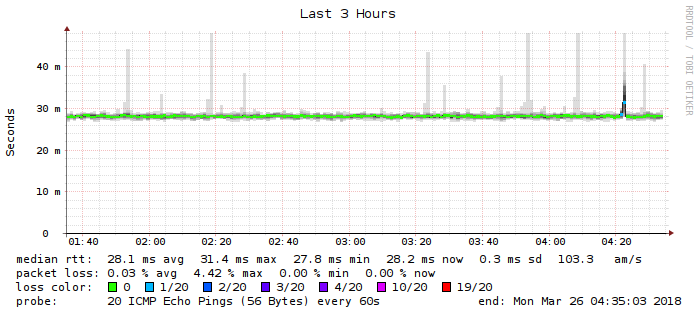 Last 3 Hours
RRDTOOL / TOBI OETIKER
Seconds
40 m
30 m
20 m
10 m
0
01:40 02:00 02:20 02:40 03:00 03:20 03:40 04:00 04:20
median rtt: 28.1 ms avg 31.4 ms max 27.8 ms min 28.2 ms now 0.3 ms sd 103.3 am/s
packet loss: 0.03 % avg 4.42 % max 0.00 % min 0.00 % now
loss color: 0 1/20 2/20 3/20 4/20 10/20 19/20
probe: 20 ICMP Echo Pings (56 Bytes) every 60s end: Mon Mar 26 04:35:03 2018